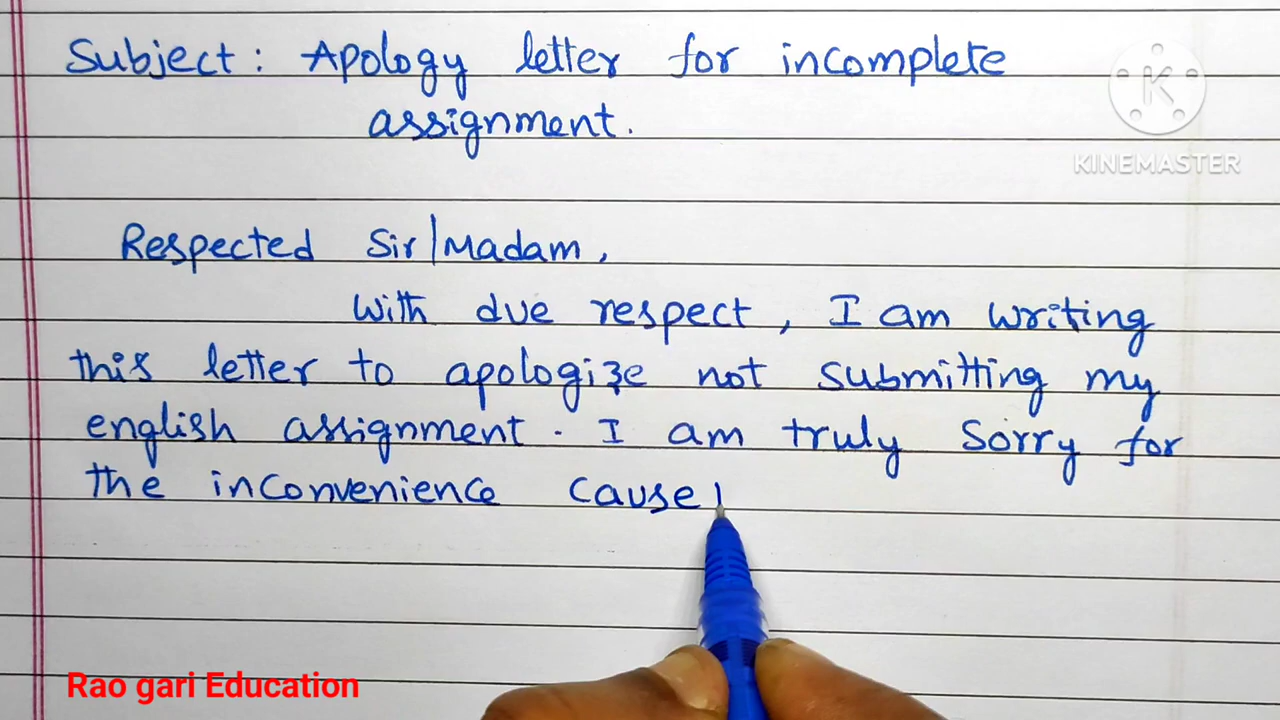 Subject: Apology letter for incomplete
assignment.
KINEMASTER
Respected Sir/Madam,
With due respect, I am writing
this letter to apologize not submitting my
english assignment. I am truly Sorry for
the inconvenience cause
Rao gari Education